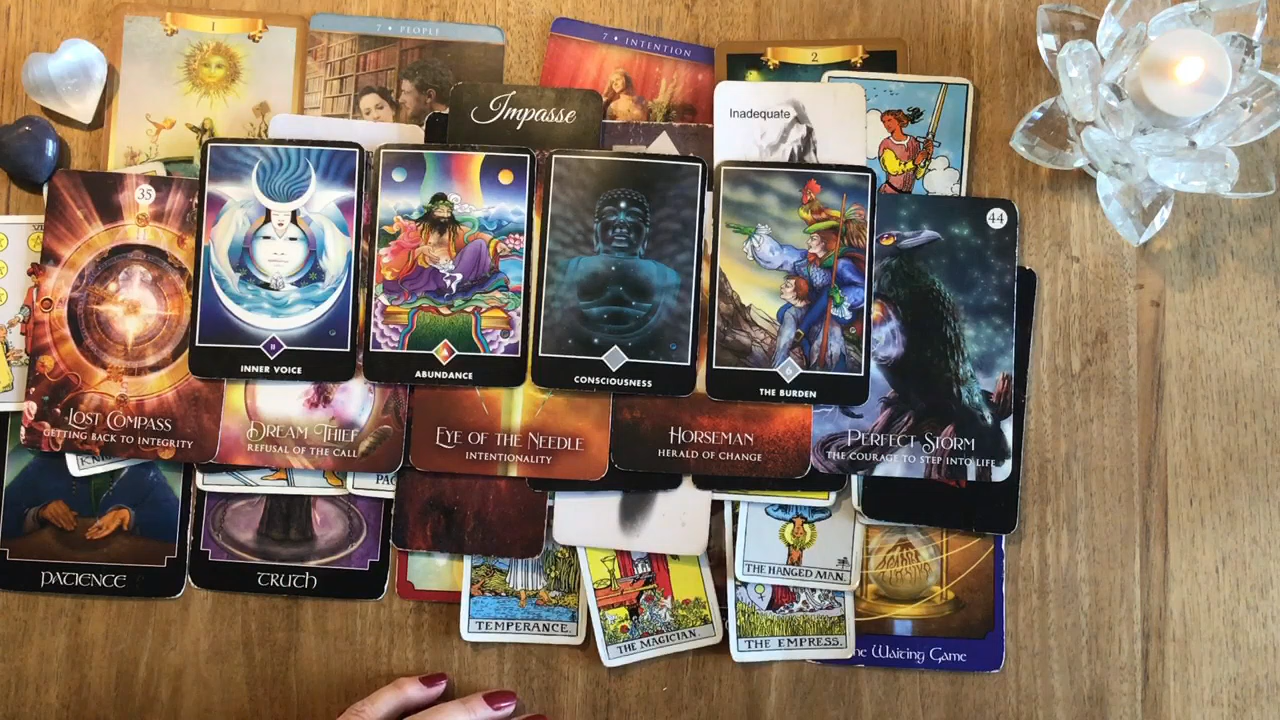 1
7 • PEOPLE
7 • INTENTION
2
Impasse
Inadequate
35
44
INNER VOICE
ABUNDANCE
CONSCIOUSNESS
6
THE BURDEN
LOST COMPASS
GETTING BACK TO INTEGRITY
DREAM THIEF
REFUSAL OF THE CALL
EYE OF THE NEEDLE
INTENTIONALITY
HORSEMAN
HERALD OF CHANGE
PERFECT STORM
THE COURAGE TO STEP INTO LIFE
PATIENCE
TRUTH
TEMPERANCE.
THE MAGICIAN.
THE HANGED MAN.
THE EMPRESS.
Waiting Game